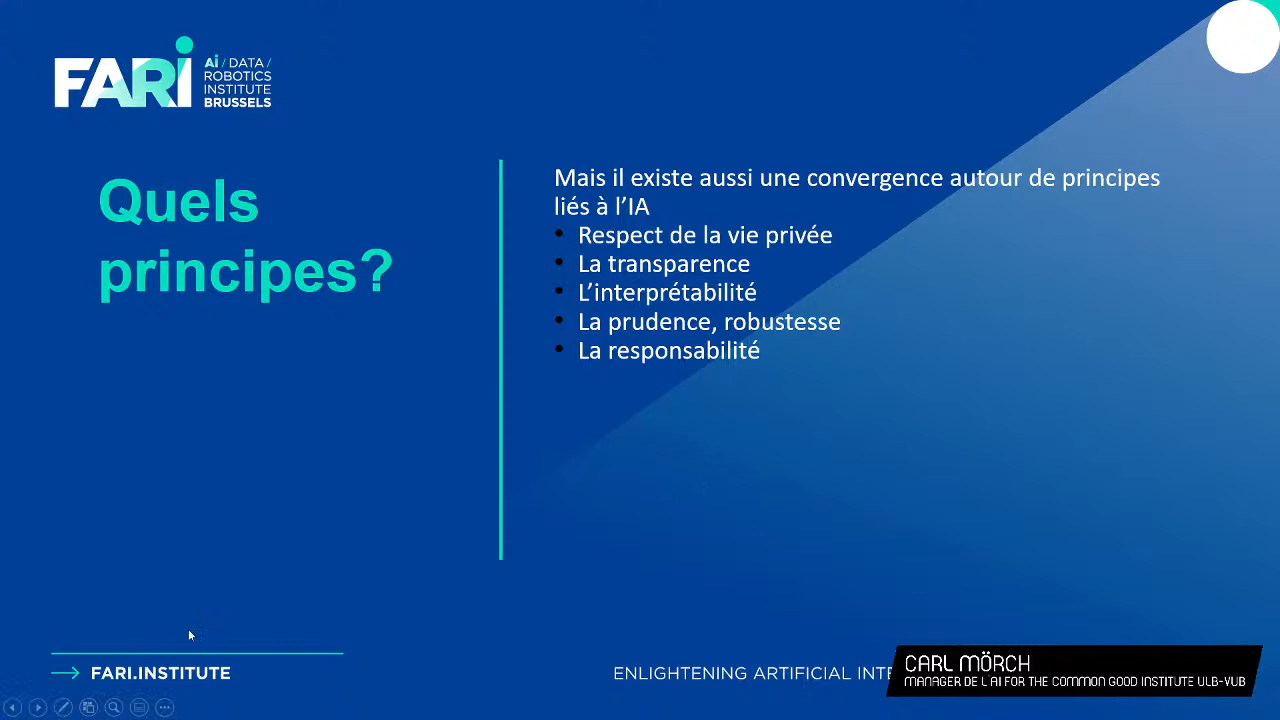 FARi
Ai / DATA /
ROBOTICS
INSTITUTE
BRUSSELS
Quels
principes?
Mais il existe aussi une convergence autour de principes
liés à l’IA
• Respect de la vie privée
• La transparence
• L’interprétabilité
• La prudence, robustesse
• La responsabilité
FARI.INSTITUTE
ENLIGHTENING ARTIFICIAL
CARL MÖRCH
MANAGER DE L'AI FOR THE COMMON GOOD INSTITUTE ULB-VUB